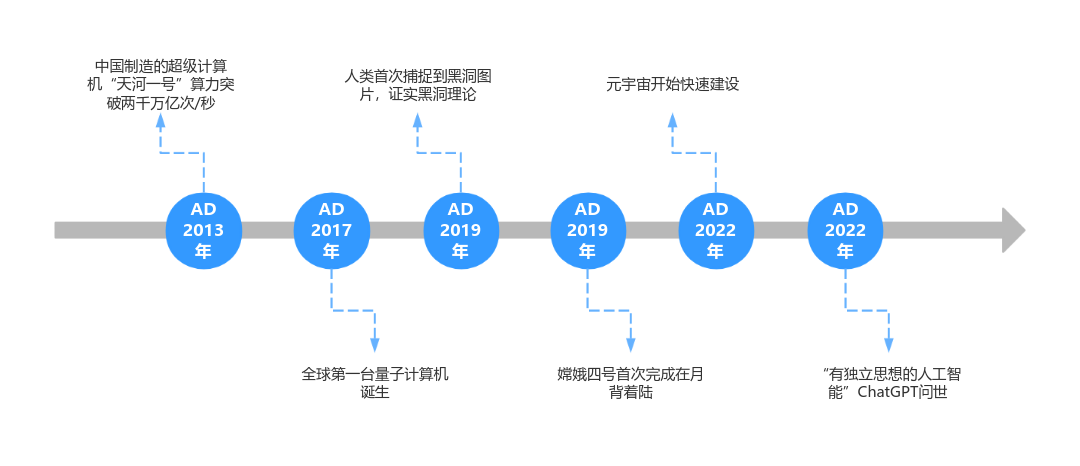 中国制造的超级计算
机“天河一号”算力突
破两千万亿次/秒
人类首次捕捉到黑洞图
片，证实黑洞理论
元宇宙开始快速建设
AD
2013
年
AD
2017
年
AD
2019
年
AD
2019
年
AD
2022
年
AD
2022
年
全球第一台量子计算机
诞生
嫦娥四号首次完成在月
背着陆
“有独立思想的人工智
能”ChatGPT问世